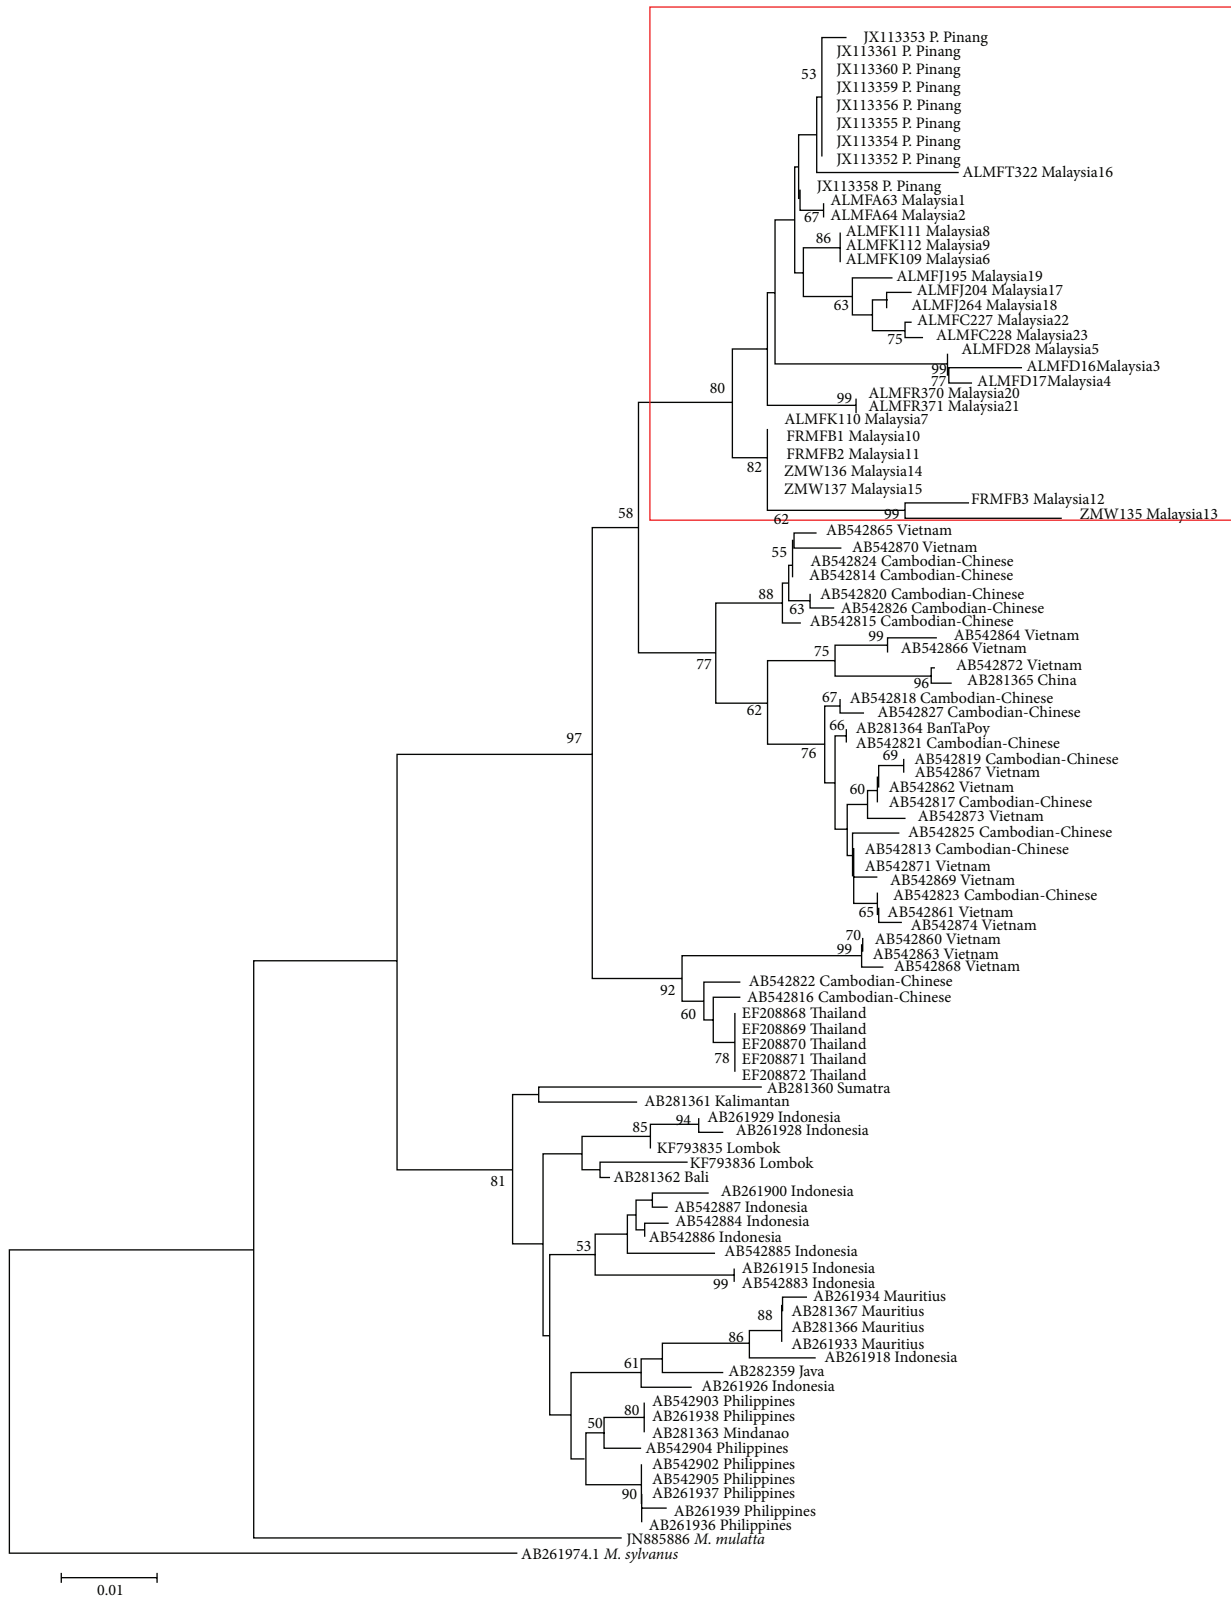 JX113353 P. Pinang
JX113361 P. Pinang
JX113360 P. Pinang
53
JX113359 P. Pinang
JX113356 P. Pinang
JX113355 P. Pinang
JX113354 P. Pinang
JX113352 P. Pinang
ALMFT322 Malaysia16
JX113358 P. Pinang
ALMFA63 Malaysia1
67
ALMFA64 Malaysia2
ALMFK111 Malaysia8
86
ALMFK112 Malaysia9
ALMFK109 Malaysia6
ALMFJ195 Malaysia19
ALMFJ204 Malaysia17
63
ALMFJ264 Malaysia18
ALMFC227 Malaysia22
75
ALMFC228 Malaysia23
ALMFD28 Malaysia5
99
ALMFD16Malaysia3
77
ALMFD17Malaysia4
80
ALMFR370 Malaysia20
99
ALMFR371 Malaysia21
ALMFK110 Malaysia7
FRMFB1 Malaysia10
FRMFB2 Malaysia11
82
ZMW136 Malaysia14
ZMW137 Malaysia15
FRMFB3 Malaysia12
58
99
ZMW135 Malaysia13
62
AB542865 Vietnam
55
AB542870 Vietnam
AB542824 Cambodian-Chinese
AB542814 Cambodian-Chinese
88
AB542820 Cambodian-Chinese
63
AB542826 Cambodian-Chinese
AB542815 Cambodian-Chinese
99
AB542864 Vietnam
75
AB542866 Vietnam
77
AB542872 Vietnam
96
AB281365 China
67
AB542818 Cambodian-Chinese
62
AB542827 Cambodian-Chinese
66
AB281364 BanTaPoy
97
AB542821 Cambodian-Chinese
76
69
AB542819 Cambodian-Chinese
AB542867 Vietnam
60
AB542862 Vietnam
AB542817 Cambodian-Chinese
AB542873 Vietnam
AB542825 Cambodian-Chinese
AB542813 Cambodian-Chinese
AB542871 Vietnam
AB542869 Vietnam
AB542823 Cambodian-Chinese
65
AB542861 Vietnam
AB542874 Vietnam
70
AB542860 Vietnam
99
AB542863 Vietnam
AB542868 Vietnam
92
AB542822 Cambodian-Chinese
AB542816 Cambodian-Chinese
60
EF208868 Thailand
EF208869 Thailand
EF208870 Thailand
78
EF208871 Thailand
EF208872 Thailand
AB281360 Sumatra
AB281361 Kalimantan
94
AB261929 Indonesia
85
AB261928 Indonesia
KF793835 Lombok
KF793836 Lombok
81
AB281362 Bali
AB261900 Indonesia
AB542887 Indonesia
AB542884 Indonesia
AB542886 Indonesia
53
AB542885 Indonesia
AB261915 Indonesia
99
AB542883 Indonesia
AB261934 Mauritius
88
AB281367 Mauritius
AB281366 Mauritius
86
AB261933 Mauritius
AB261918 Indonesia
61
AB282359 Java
AB261926 Indonesia
AB542903 Philippines
80
AB261938 Philippines
50
AB281363 Mindanao
AB542904 Philippines
AB542902 Philippines
AB542905 Philippines
90
AB261937 Philippines
AB261939 Philippines
AB261936 Philippines
JN885886 M. mulatta
AB261974.1 M. sylvanus
0.01